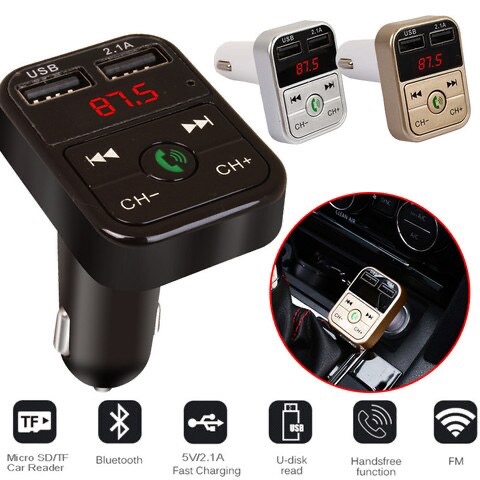 USB
2.1A
87.5
CH-
CH+
2.1A
USB
87.5
CH-
CH+
USB
2.1A
87.5
CH-
CH+
CH-
CH+
TF
USB
Micro SD/TF
Car Reader
Bluetooth
5V/2.1A
Fast Charging
U-disk
read
Handsfree
function
FM